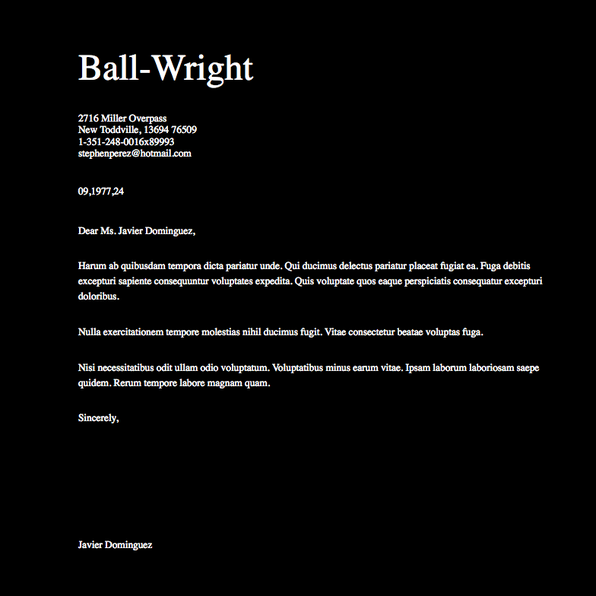 Ball-Wright
2716 Miller Overpass
New Toddville, 13694 76509
1-351-248-0016x89993
stephenperez@hotmail.com
09,1977,24
Dear Ms. Javier Dominguez,
Harum ab quibusdam tempora dicta pariatur unde. Qui ducimus delectus pariatur placeat fugiat ea. Fuga debitis
excepturi sapiente consequuntur voluptates expedita. Quis voluptate quos eaque perspiciatis consequatur excepturi
doloribus.
Nulla exercitationem tempore molestias nihil ducimus fugit. Vitae consectetur beatae voluptas fuga.
Nisi necessitatibus odit ullam odio voluptatum. Voluptatibus minus earum vitae. Ipsam laborum laboriosam saepe
quidem. Rerum tempore labore magnam quam.
Sincerely,
Javier Dominguez